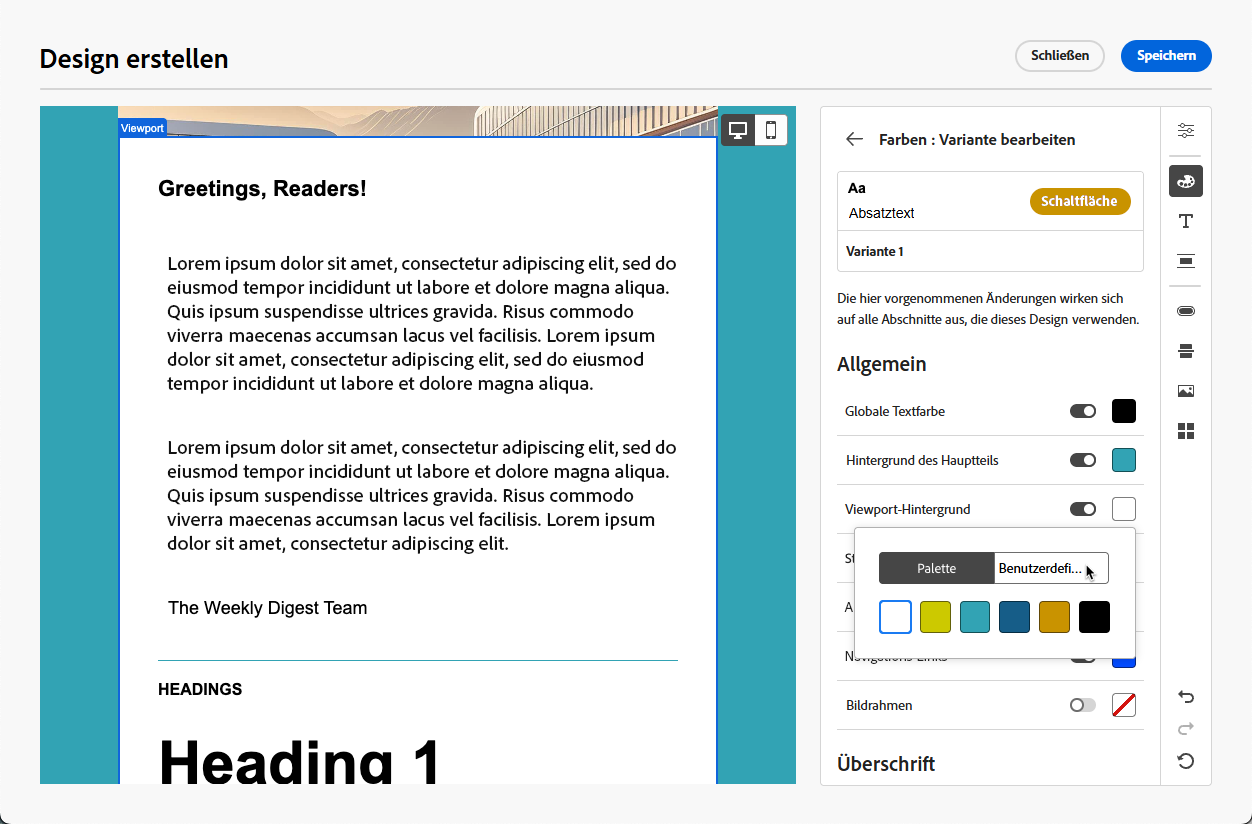 Design erstellen
Schließen
Speichern
Viewport
Greetings, Readers!
Lorem ipsum dolor sit amet, consectetur adipiscing elit, sed do
eiusmod tempor incididunt ut labore et dolore magna aliqua.
Quis ipsum suspendisse ultrices gravida. Risus commodo
viverra maecenas accumsan lacus vel facilisis. Lorem ipsum
dolor sit amet, consectetur adipiscing elit, sed do eiusmod
tempor incididunt ut labore et dolore magna aliqua.
Lorem ipsum dolor sit amet, consectetur adipiscing elit, sed do
eiusmod tempor incididunt ut labore et dolore magna aliqua.
Quis ipsum suspendisse ultrices gravida. Risus commodo
viverra maecenas accumsan lacus vel facilisis. Lorem ipsum
dolor sit amet, consectetur adipiscing elit.
The Weekly Digest Team
HEADINGS
Heading 1
Farben : Variante bearbeiten
Aa
Absatztext
Schaltfläche
Variante 1
Die hier vorgenommenen Änderungen wirken sich
auf alle Abschnitte aus, die dieses Design verwenden.
Allgemein
Globale Textfarbe
Hintergrund des Hauptteils
Viewport-Hintergrund
Palette
Benutzerdefi...
Navigations-Links
Bildrahmen
Überschrift